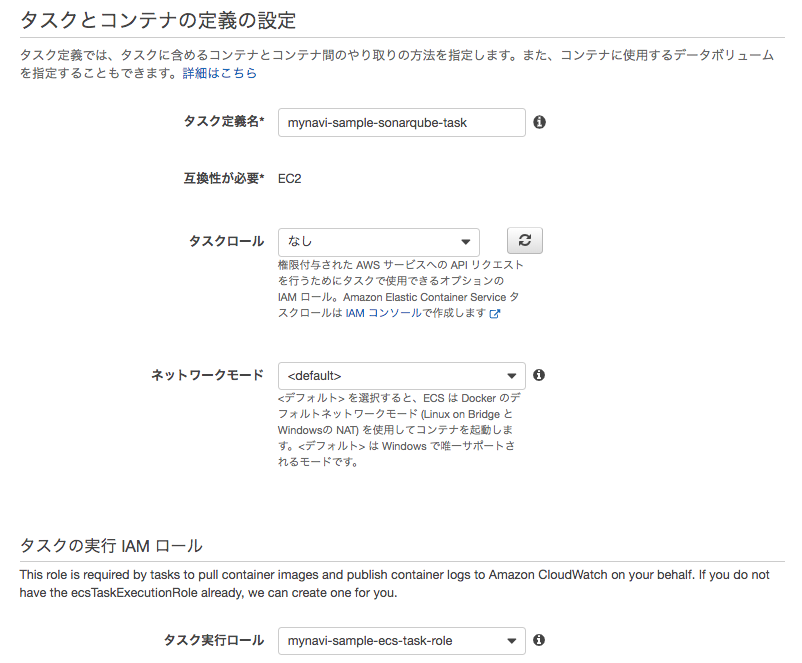 タスクとコンテナの定義の設定
タスク定義では、タスクに含めるコンテナとコンテナ間のやり取りの方法を指定します。また、コンテナに使用するデータボリューム
を指定することもできます。詳細はこちら
タスク定義名* mynavi-sample-sonarqube-task
互換性が必要* EC2
タスクロール なし
権限付与された AWS サービスへの API リクエスト
を行うためにタスクで使用できるオプションの
IAM ロール。Amazon Elastic Container Service タ
スクロールは IAM コンソールで作成します
ネットワークモード <default>
<デフォルト> を選択すると、ECS は Docker のデ
フォルトネットワークモード (Linux on Bridge と
Windowsの NAT) を使用してコンテナを起動しま
す。<デフォルト> は Windows で唯一サポートさ
れるモードです。
タスクの実行 IAM ロール
This role is required by tasks to pull container images and publish container logs to Amazon CloudWatch on your behalf. If you do not
have the ecsTaskExecutionRole already, we can create one for you.
タスク実行ロール mynavi-sample-ecs-task-role